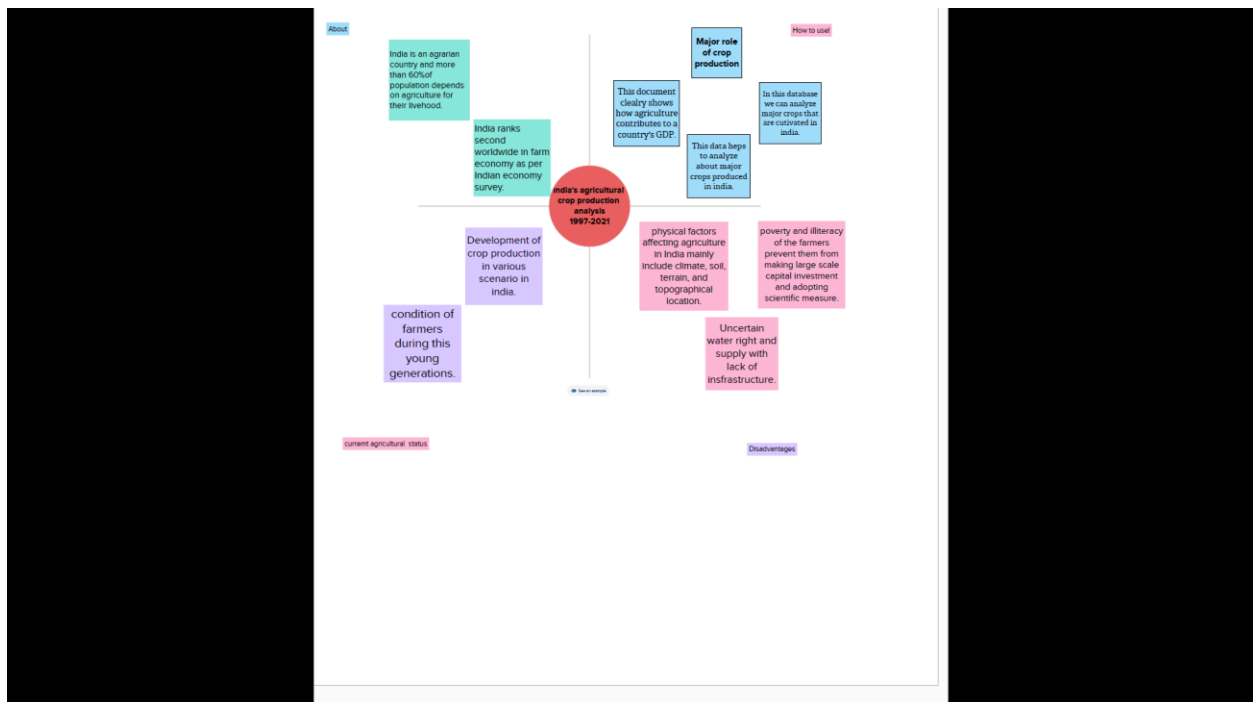 About
India is an agrarian
country and more
than 60%of
population depends
on agriculture for
their livehood.
India ranks
second
worldwide in farm
economy as per
Indian economy
survey.
How to use!
Major role
of crop
production
This document
clealry shows
how agriculture
contributes to a
country's GDP.
In this database
we can analyze
major crops that
are cutivated in
india.
This data heps
to analyze
about major
crops produced
in india.
India's agricultural
crop production
analysis
1997-2021
Development of
crop production
in various
scenario in
india.
condition of
farmers
during this
young
generations.
physical factors
affecting agriculture
in India mainly
include climate, soil,
terrain, and
topographical
location.
poverty and illiteracy
of the farmers
prevent them from
making large scale
capital investment
and adopting
scientific measure.
Uncertain
water right and
supply with
lack of
insfrastructure.
See an example
curremt agricultural status
Disadvantages